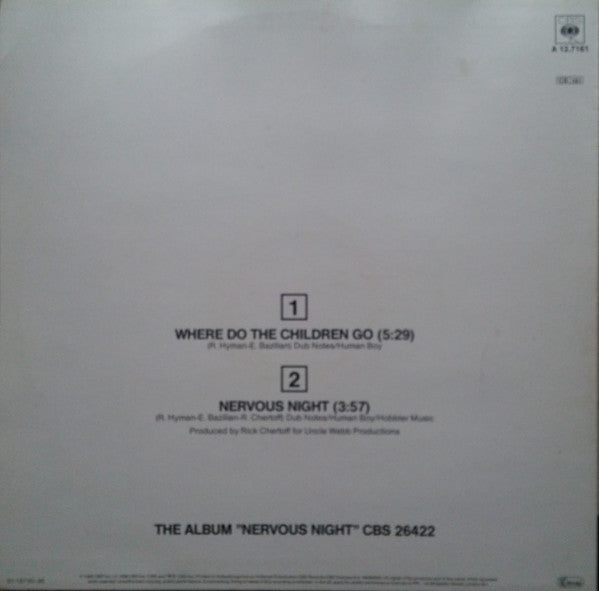 CBS
A 12.7161
1
WHERE DO THE CHILDREN GO (5:29)
(R. Hyman-E. Bazilian) Dub Notes/Human Boy
2
NERVOUS NIGHT (3:57)
(R. Hyman-E. Bazilian-R. Chertoff) Dub Notes/Human Boy/Hobbler Music
Produced by Rick Chertoff for Uncle Webb Productions
THE ALBUM "NERVOUS NIGHT" CBS 26422